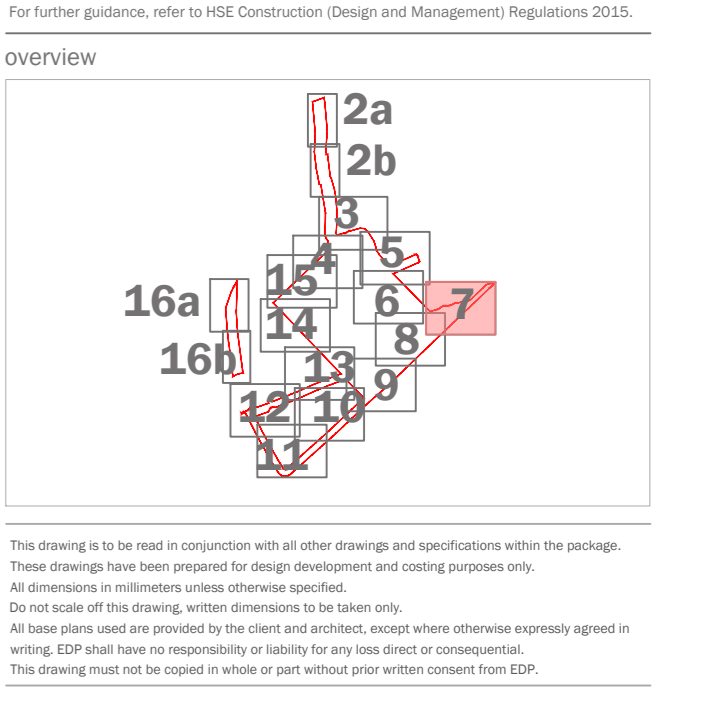 For further guidance, refer to HSE Construction (Design and Management) Regulations 2015.
overview
2a
2b
3
4
5
15
16a
6
7
14
8
16b
13
9
12
10
11
This drawing is to be read in conjunction with all other drawings and specifications within the package.
These drawings have been prepared for design development and costing purposes only.
All dimensions in millimeters unless otherwise specified.
Do not scale off this drawing, written dimensions to be taken only.
All base plans used are provided by the client and architect, except where otherwise expressly agreed in
writing. EDP shall have no responsibility or liability for any loss direct or consequential.
This drawing must not be copied in whole or part without prior written consent from EDP.